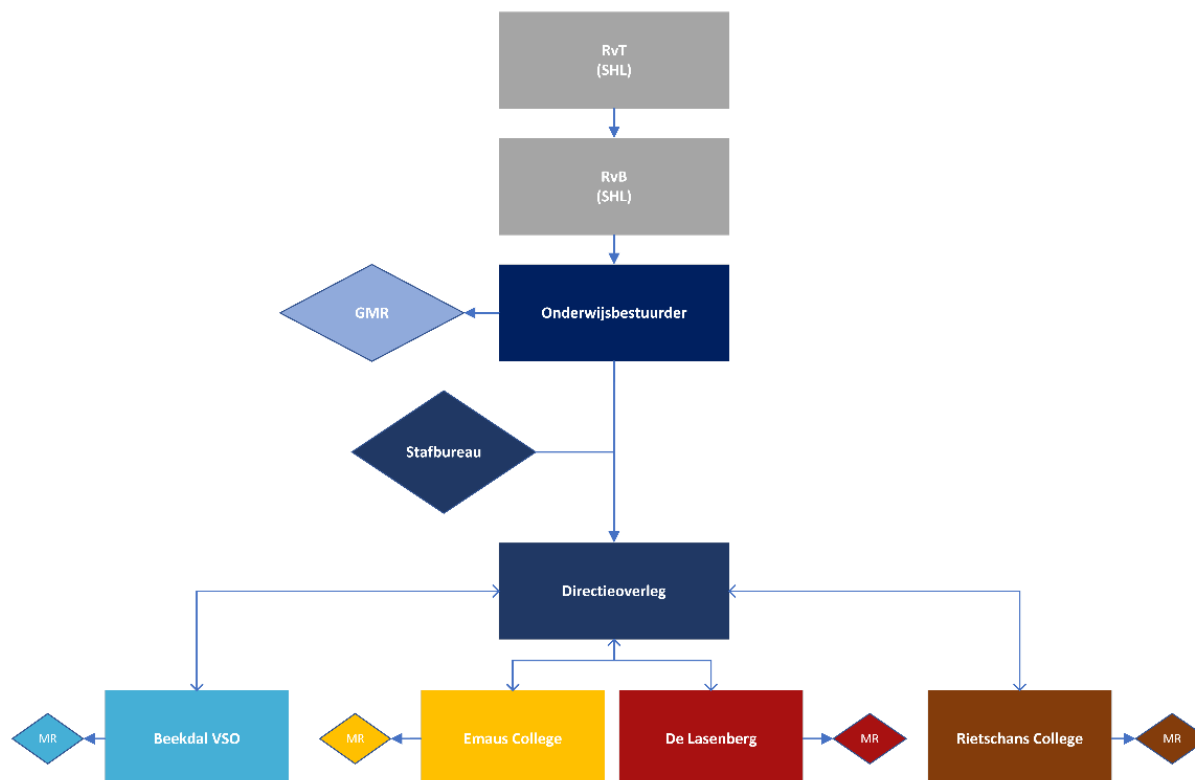 RvT
(SHL)
RvB
(SHL)
GMR
Onderwijsbestuurder
Stafbureau
Directieoverleg
MR
Beekdal VSO
MR
Emaus College
De Lasenberg
MR
Rietschans College
MR